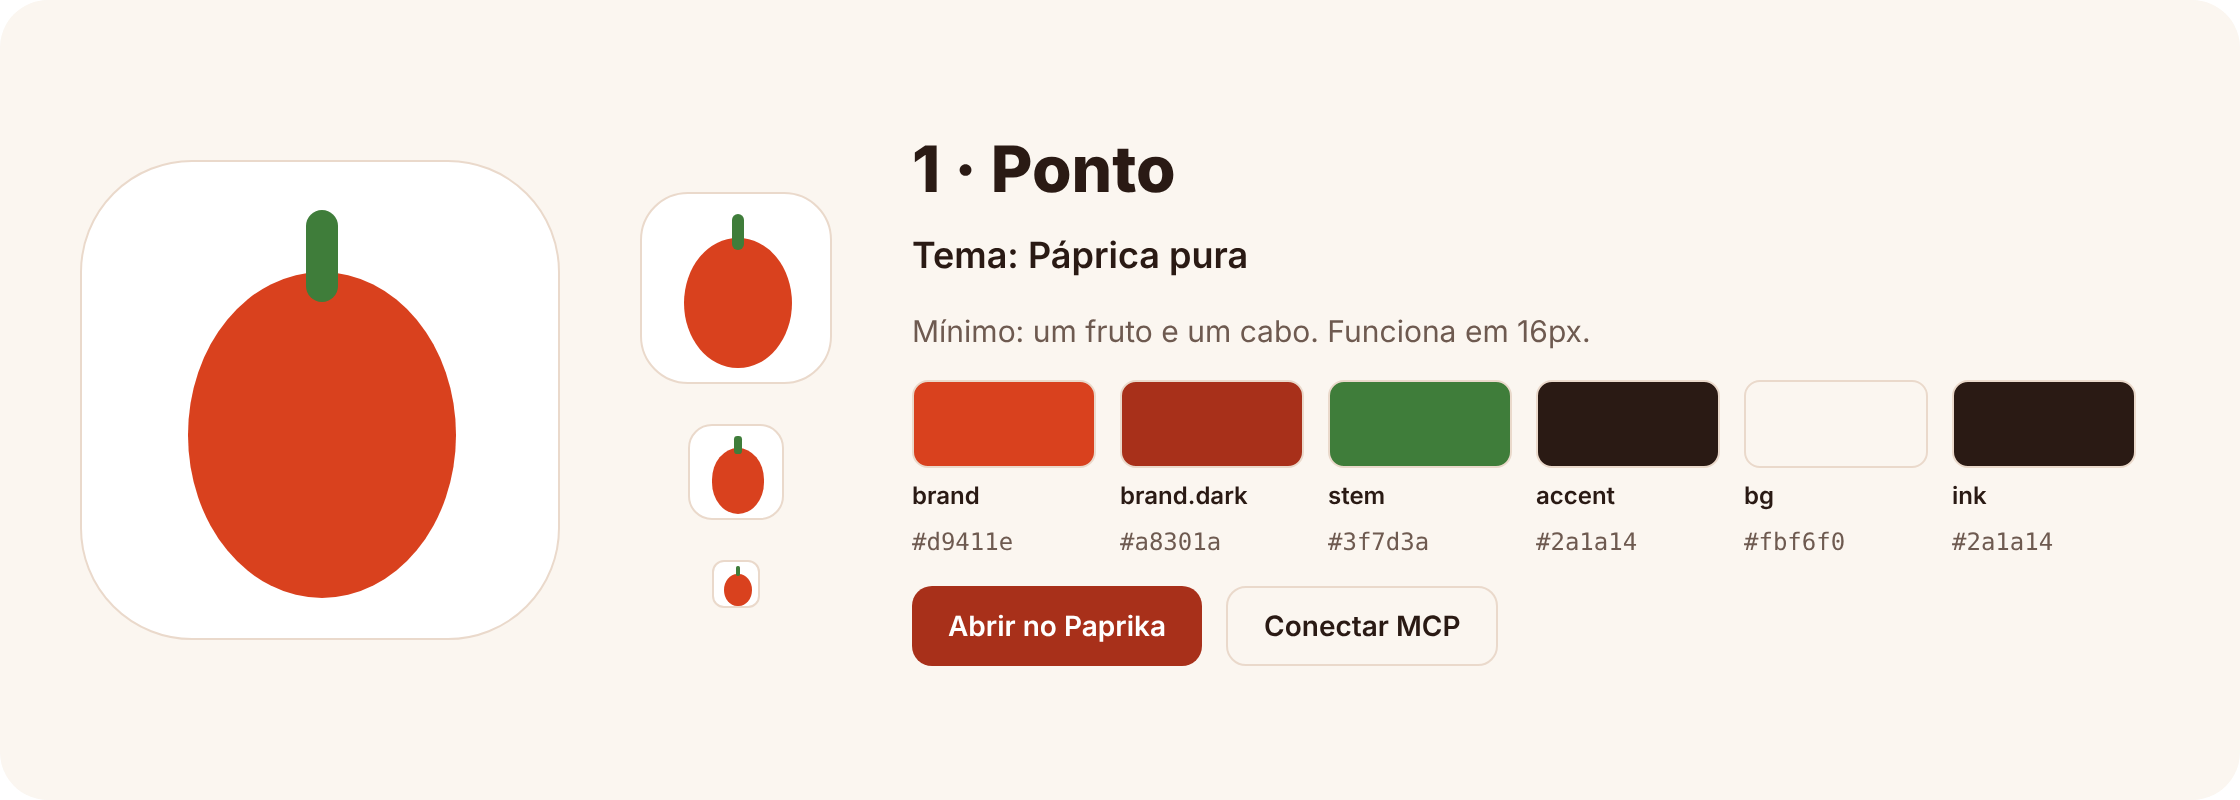 1 · Ponto
Tema: Páprica pura
Mínimo: um fruto e um cabo. Funciona em 16px.
brand brand.dark stem accent bg ink
#d9411e #a8301a #3f7d3a #2a1a14 #fbf6f0 #2a1a14
Abrir no Paprika Conectar MCP